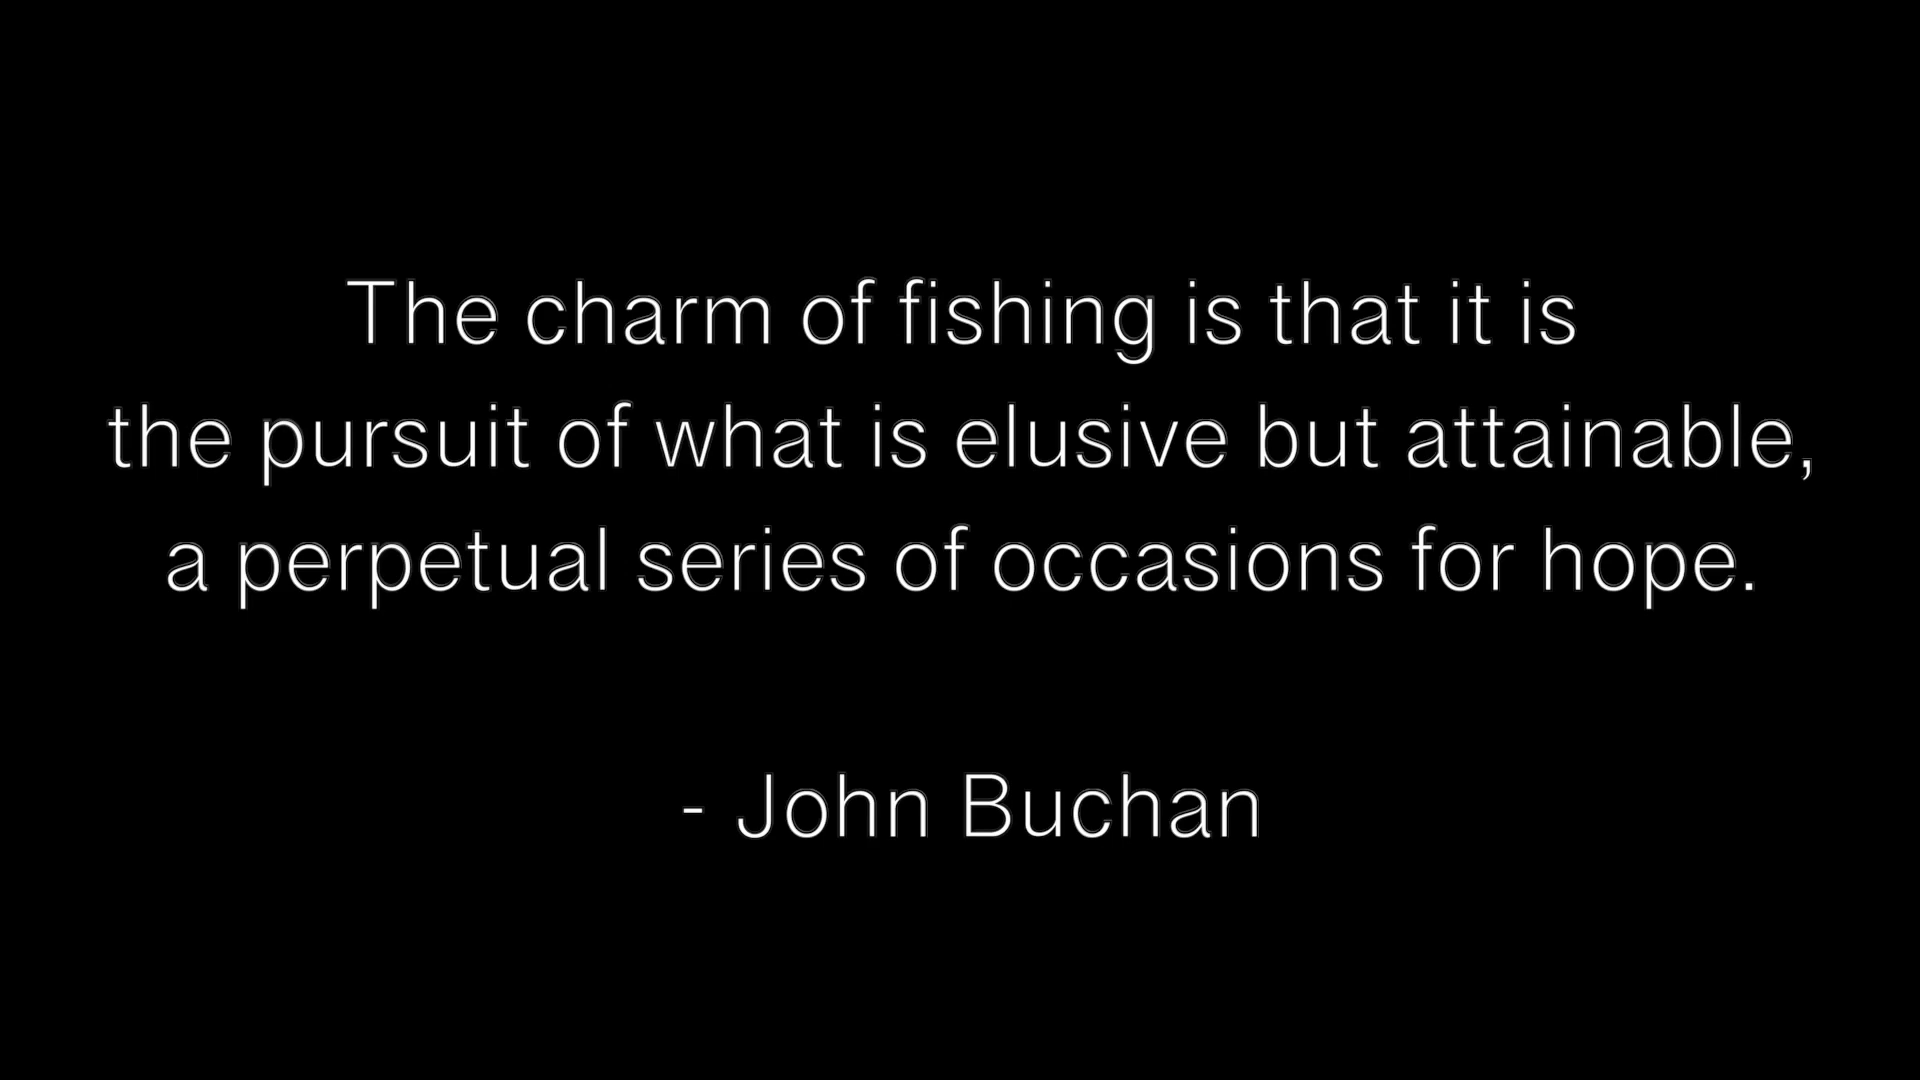 The charm of fishing is that it is
the pursuit of what is elusive but attainable,
a perpetual series of occasions for hope.
- John Buchan